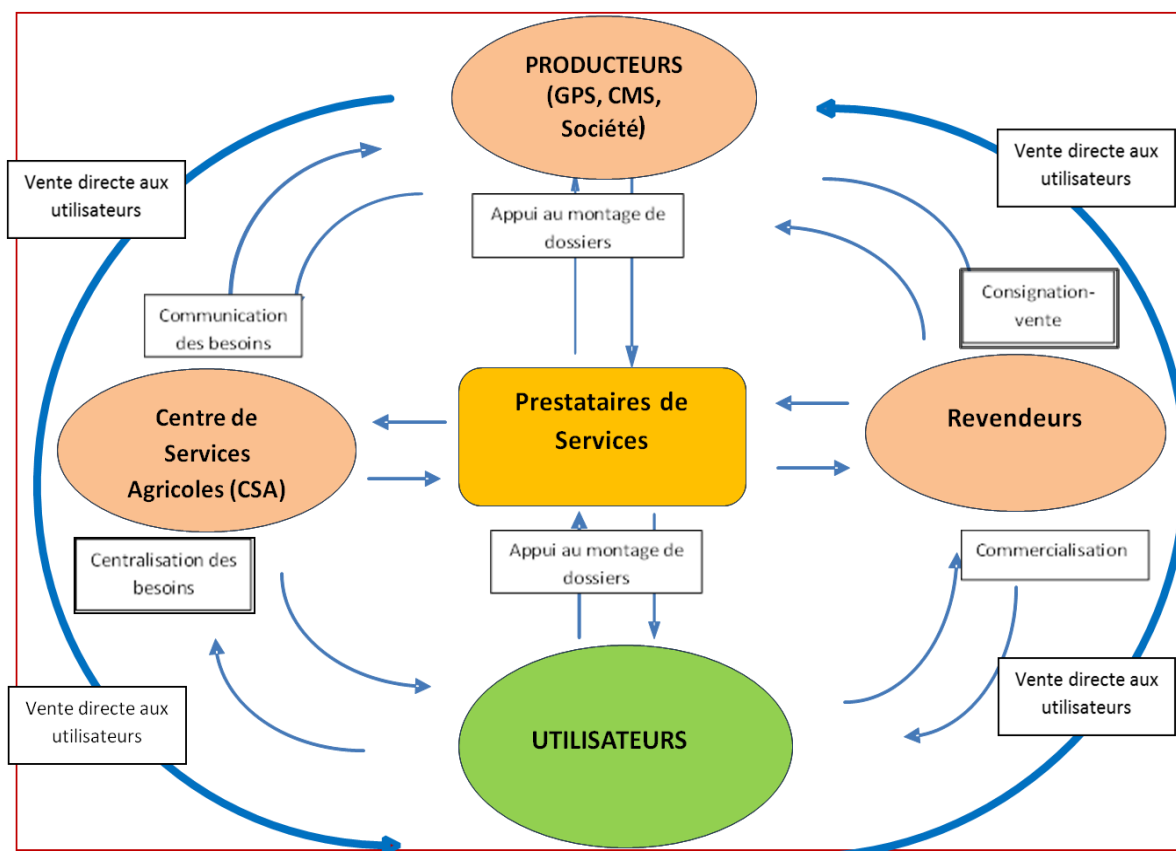 PRODUCTEURS
(GPS, CMS,
Société)
Vente directe aux
utilisateurs
Vente directe aux
utilisateurs
Appui au montage de
dossiers
Communication
des besoins
Consignation-
vente
Centre de
Services
Agricoles (CSA)
Prestataires de
Services
Revendeurs
Centralisation des
besoins
Appui au montage de
dossiers
Commercialisation
Vente directe aux
utilisateurs
UTILISATEURS
Vente directe aux
utilisateurs